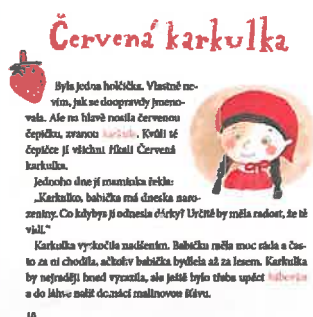 Červená karkulka
Byla jedna holčička. Vlastně ne-
vím, jak se doopravdy jmeno-
vala. Ale na hlavě nosila červenou
čepičku, zvanou karkule. Kvůli té
čepičce jí všichni říkali Červená
karkulka.
Jednoho dne jí maminka řekla:
„Karkulko, babička má dneska naro-
zeniny. Co kdybys jí odnesla dárky? Určitě by měla radost, že tě
vidí.“
Karkulka vyskočila nadšením. Babičku měla moc ráda a čas-
to za ní chodila, ačkoliv babička bydlela až za lesem. Karkulka
by nejraději hned vyrazila, ale ještě bylo třeba upéct bábovku
a do láhve nalít domácí malinovou šťávu.
10